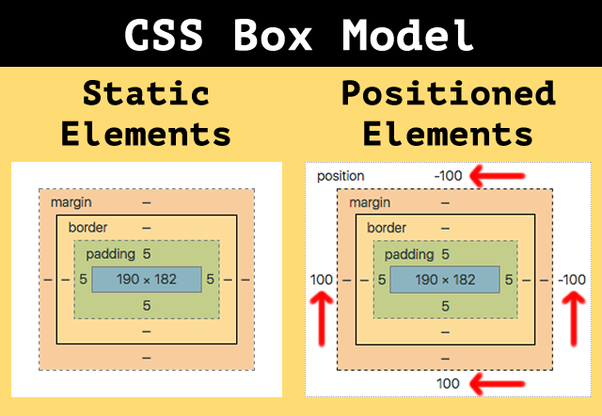 CSS Box Model
Static
Elements
Positioned
Elements
margin –
border –
padding 5
– – 5 190 × 182 5 – –
5
–
–
position -100
margin –
border –
padding 5
100 – – 5 190 × 182 5 – – -100
5
–
–
100